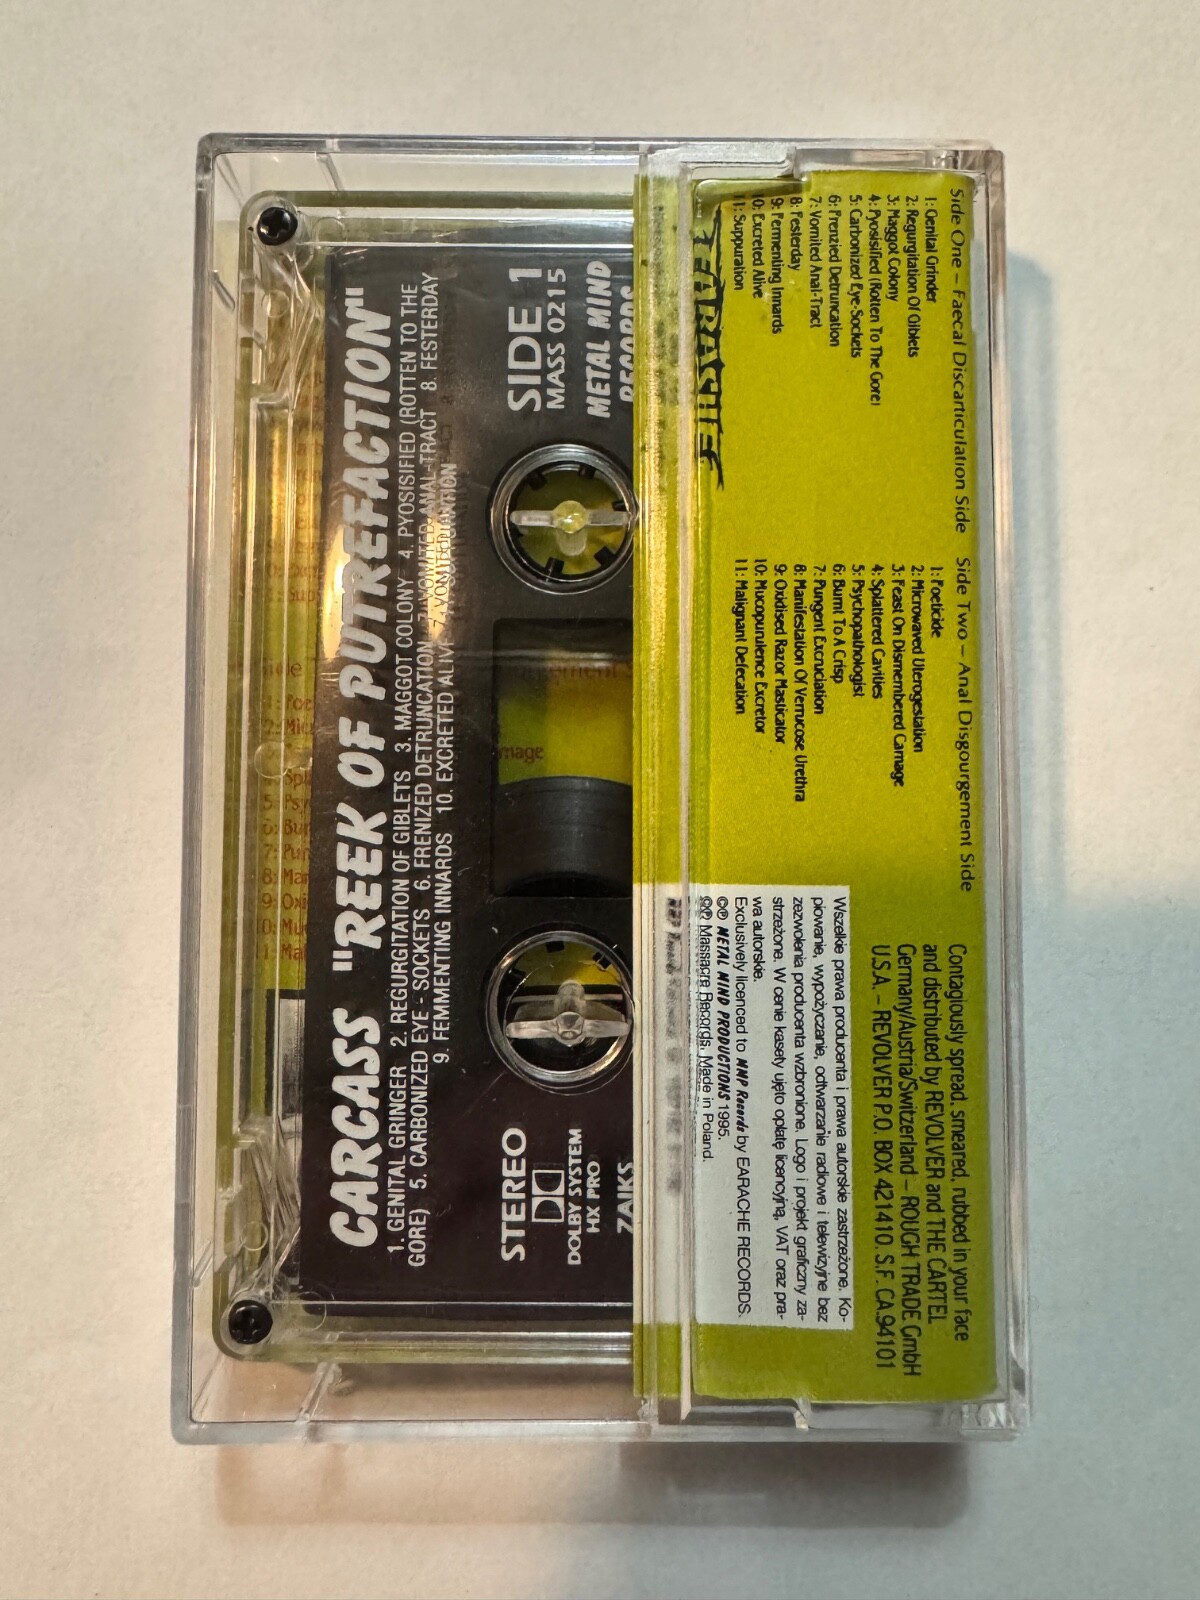 CARCASS "REEK OF PUTREFACTION"
1. GENITAL GRINGER 2. REGURGITATION OF GIBLETS 3. MAGGOT COLONY 4. PYOSISIFIED (ROTTEN TO THE
GORE) 5. CARBONIZED EYE - SOCKETS 6. FRENIZED DETRUNCATION 7. VOMITED ANAL-TRACT 8. FESTERDAY
9. FEMMENTING INNARDS 10. EXCRETED ALIVE
SIDE 1
MASS 0215
METAL MIND
RECORDS
STEREO
DOLBY SYSTEM
HX PRO
ZAIKS
EARACHE
Side One – Faecal Discarticulation Side
1: Genital Grinder
2: Regurgitation Of Giblets
3: Maggot Colony
4: Pyosisified (Rotten To The Gore)
5: Carbonized Eye-Sockets
6: Frenzied Detruncation
7: Vomited Anal-Tract
8: Festerday
9: Fermenting Innards
10: Excreted Alive
11: Suppuration
Side Two – Anal Disgourgement Side
1: Foeticide
2: Microwaved Uterogestation
3: Feast On Dismembered Carnage
4: Splattered Cavities
5: Psychopathologist
6: Burnt To A Crisp
7: Pungent Excruciation
8: Manifestation Of Verrucose Urethra
9: Oxidised Razor Masticator
10: Mucopurulence Excretor
11: Malignant Defecation
Contagiously spread, smeared, rubbed in your face
and distributed by REVOLVER and THE CARTEL
Germany/Austria/Switzerland – ROUGH TRADE GmbH
U.S.A. – REVOLVER P.O. BOX 421410. S.F. CA.94101
Wszelkie prawa producenta i prawa autorskie zastrzeżone. Ko-
piowanie, wypożyczanie, odtwarzanie radiowe i telewizyjne bez
zezwolenia producenta wzbronione. Logo i projekt graficzny za-
strzeżone. W cenie kasety ujęto opłatę licencyjną, VAT oraz pra-
wa autorskie.
Exclusively licenced to MMP Records by EARACHE RECORDS.
©℗ METAL MIND PRODUCTIONS 1995.
©℗ Massacre Records. Made in Poland.